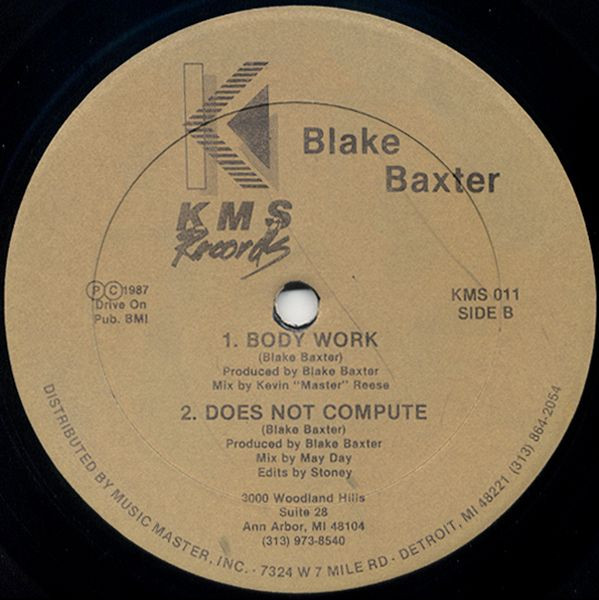 K
KMS
Records
Blake
Baxter
Ⓟ Ⓒ 1987
Drive On
Pub. BMI
KMS 011
SIDE B
1. BODY WORK
(Blake Baxter)
Produced by Blake Baxter
Mix by Kevin "Master" Reese
2. DOES NOT COMPUTE
(Blake Baxter)
Produced by Blake Baxter
Mix by May Day
Edits by Stoney
3000 Woodland Hills
Suite 28
Ann Arbor, MI 48104
(313) 973-8540
DISTRIBUTED BY MUSIC MASTER, INC. · 7324 W 7 MILE RD · DETROIT, MI 48221 (313) 864-2054